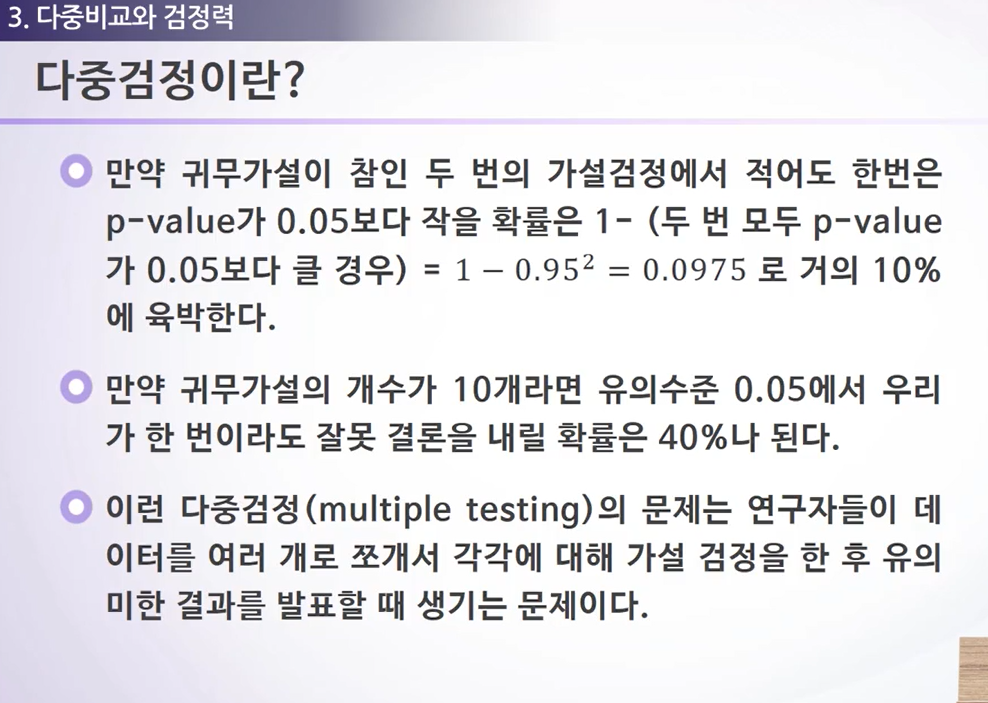 3. 다중비교와 검정력
다중검정이란?
만약 귀무가설이 참인 두 번의 가설검정에서 적어도 한번은
p-value가 0.05보다 작을 확률은 1- (두 번 모두 p-value
가 0.05보다 클 경우) = 1 − 0.95² = 0.0975 로 거의 10%
에 육박한다.
만약 귀무가설의 개수가 10개라면 유의수준 0.05에서 우리
가 한 번이라도 잘못 결론을 내릴 확률은 40%나 된다.
이런 다중검정(multiple testing)의 문제는 연구자들이 데
이터를 여러 개로 쪼개서 각각에 대해 가설 검정을 한 후 유의
미한 결과를 발표할 때 생기는 문제이다.